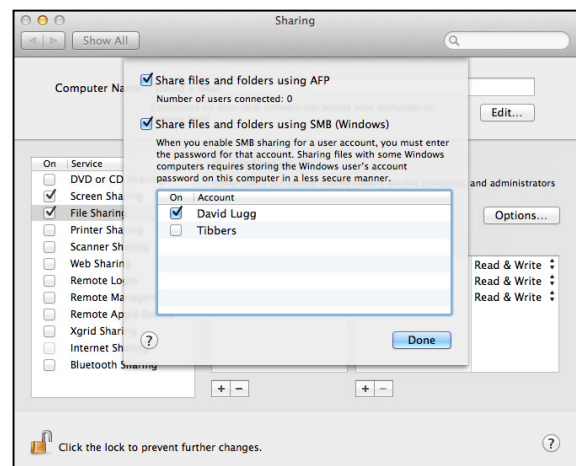 Sharing
Show All
Share files and folders using AFP
Number of users connected: 0
Computer Na
Edit...
Share files and folders using SMB (Windows)
When you enable SMB sharing for a user account, you must enter
the password for that account. Sharing files with some Windows
computers requires storing the Windows user's account
password on this computer in a less secure manner.
and administrators
On Service
DVD or CD Sharing
Screen Sha
File Sharing
Printer Sha
Scanner Sh
Web Sharing
Remote Lo
Remote Ma
Remote Apple
Xgrid Shari
Internet Sh
Bluetooth Sharing
On Account
David Lugg
Tibbers
Options...
Read & Write
Read & Write
Read & Write
? Done
+ - + -
Click the lock to prevent further changes. ?